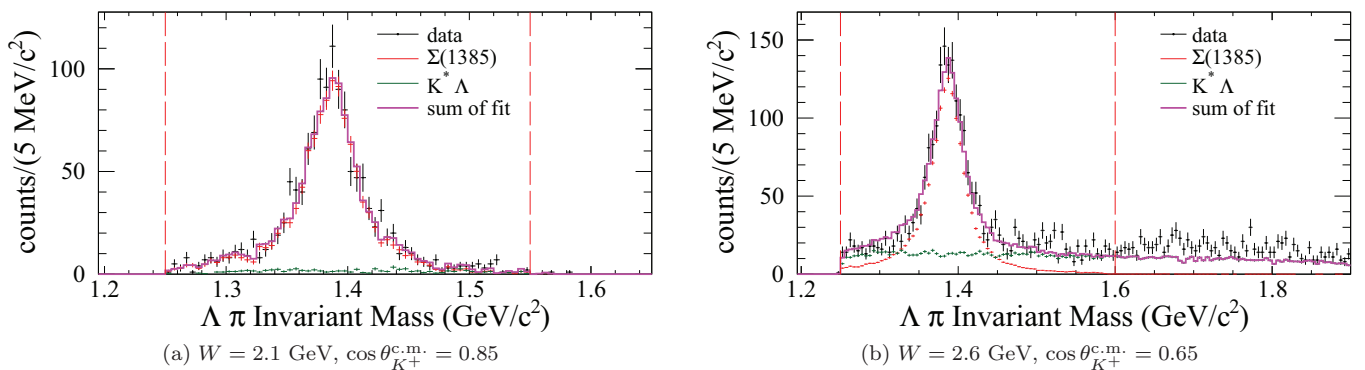 counts/(5 MeV/c²)
100
50
0
data
Σ(1385)
K* Λ
sum of fit
1.2 1.3 1.4 1.5 1.6
Λ π Invariant Mass (GeV/c²)
(a) W = 2.1 GeV, cos θ_{K⁺}^{c.m.} = 0.85
counts/(5 MeV/c²)
150
100
50
0
data
Σ(1385)
K* Λ
sum of fit
1.2 1.4 1.6 1.8
Λ π Invariant Mass (GeV/c²)
(b) W = 2.6 GeV, cos θ_{K⁺}^{c.m.} = 0.65